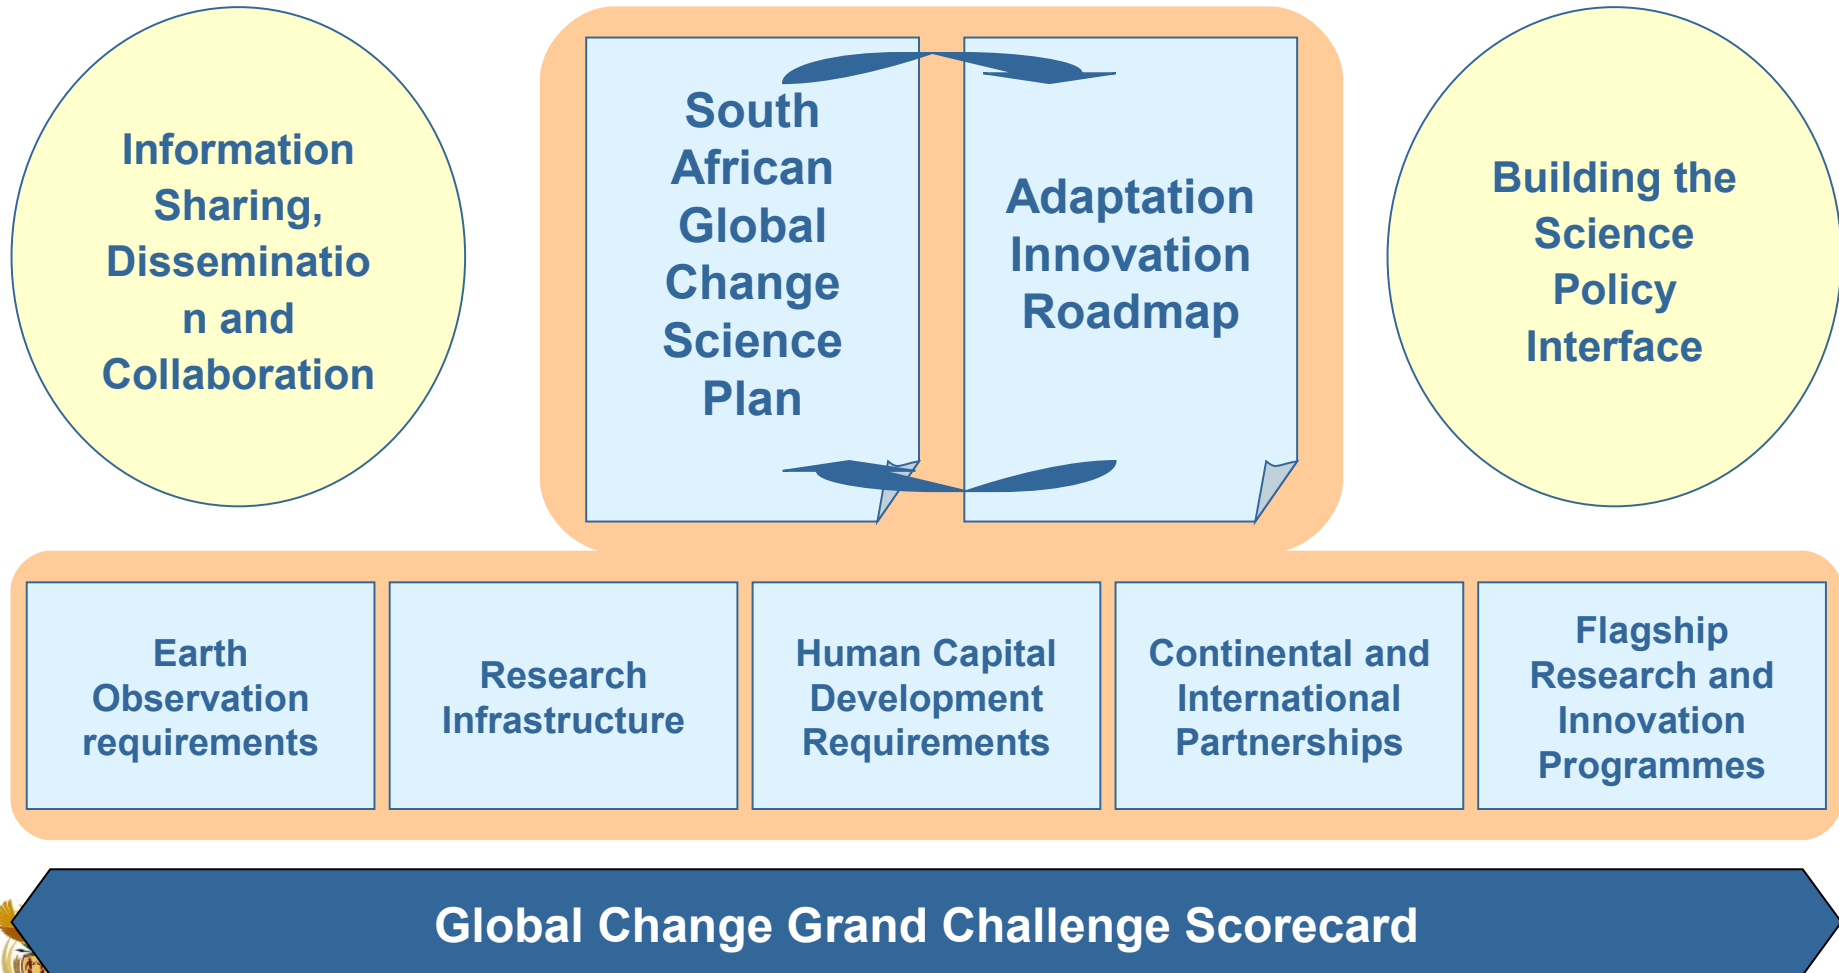 Information
Sharing,
Disseminatio
n and
Collaboration
South
African
Global
Change
Science
Plan
Adaptation
Innovation
Roadmap
Building the
Science
Policy
Interface
Earth
Observation
requirements
Research
Infrastructure
Human Capital
Development
Requirements
Continental and
International
Partnerships
Flagship
Research and
Innovation
Programmes
Global Change Grand Challenge Scorecard